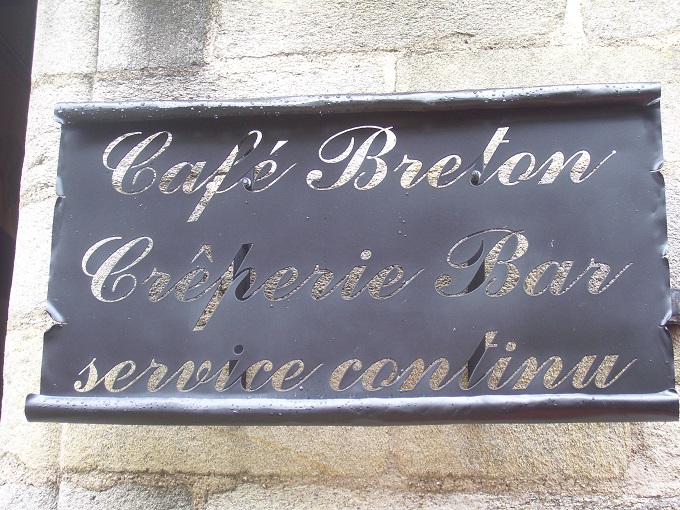 Café Breton
Crêperie Bar
service continu